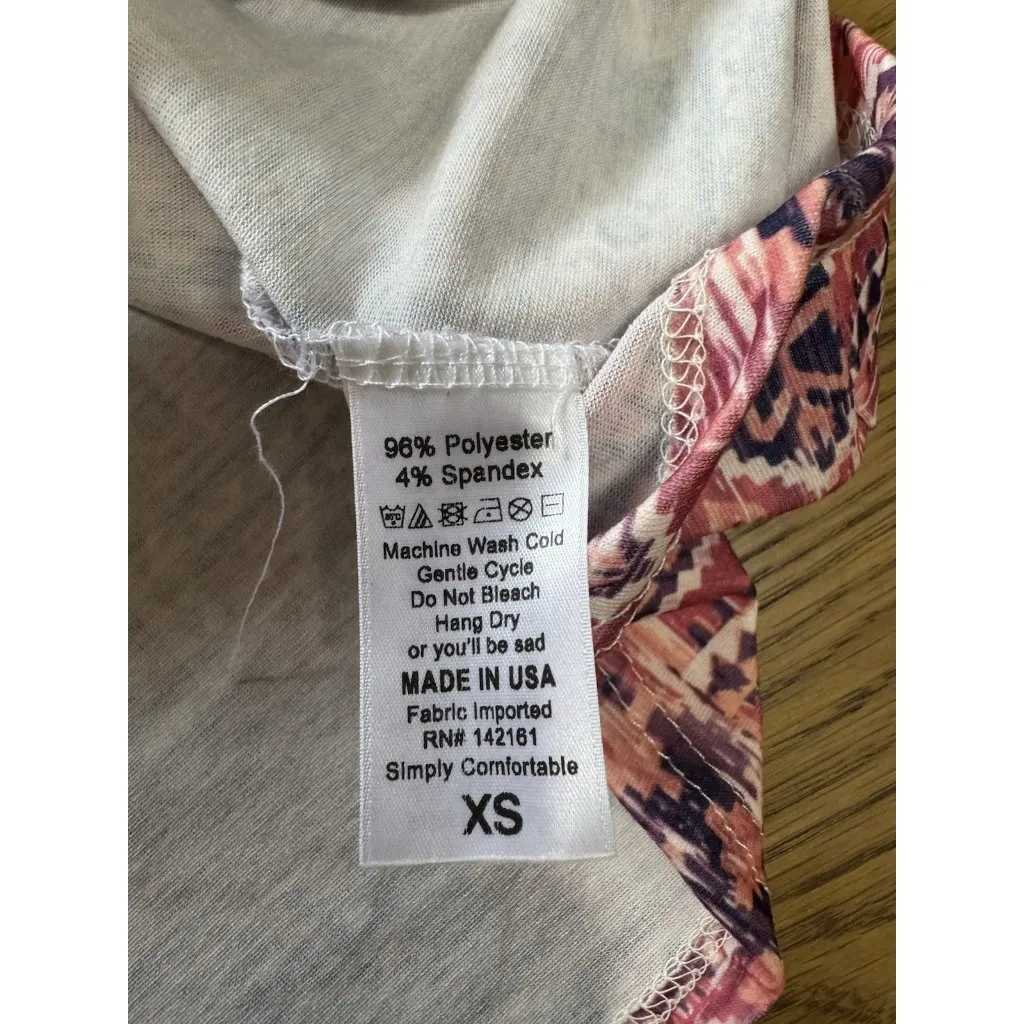 96% Polyester
4% Spandex
Machine Wash Cold
Gentle Cycle
Do Not Bleach
Hang Dry
or you'll be sad
MADE IN USA
Fabric Imported
RN# 142161
Simply Comfortable
XS